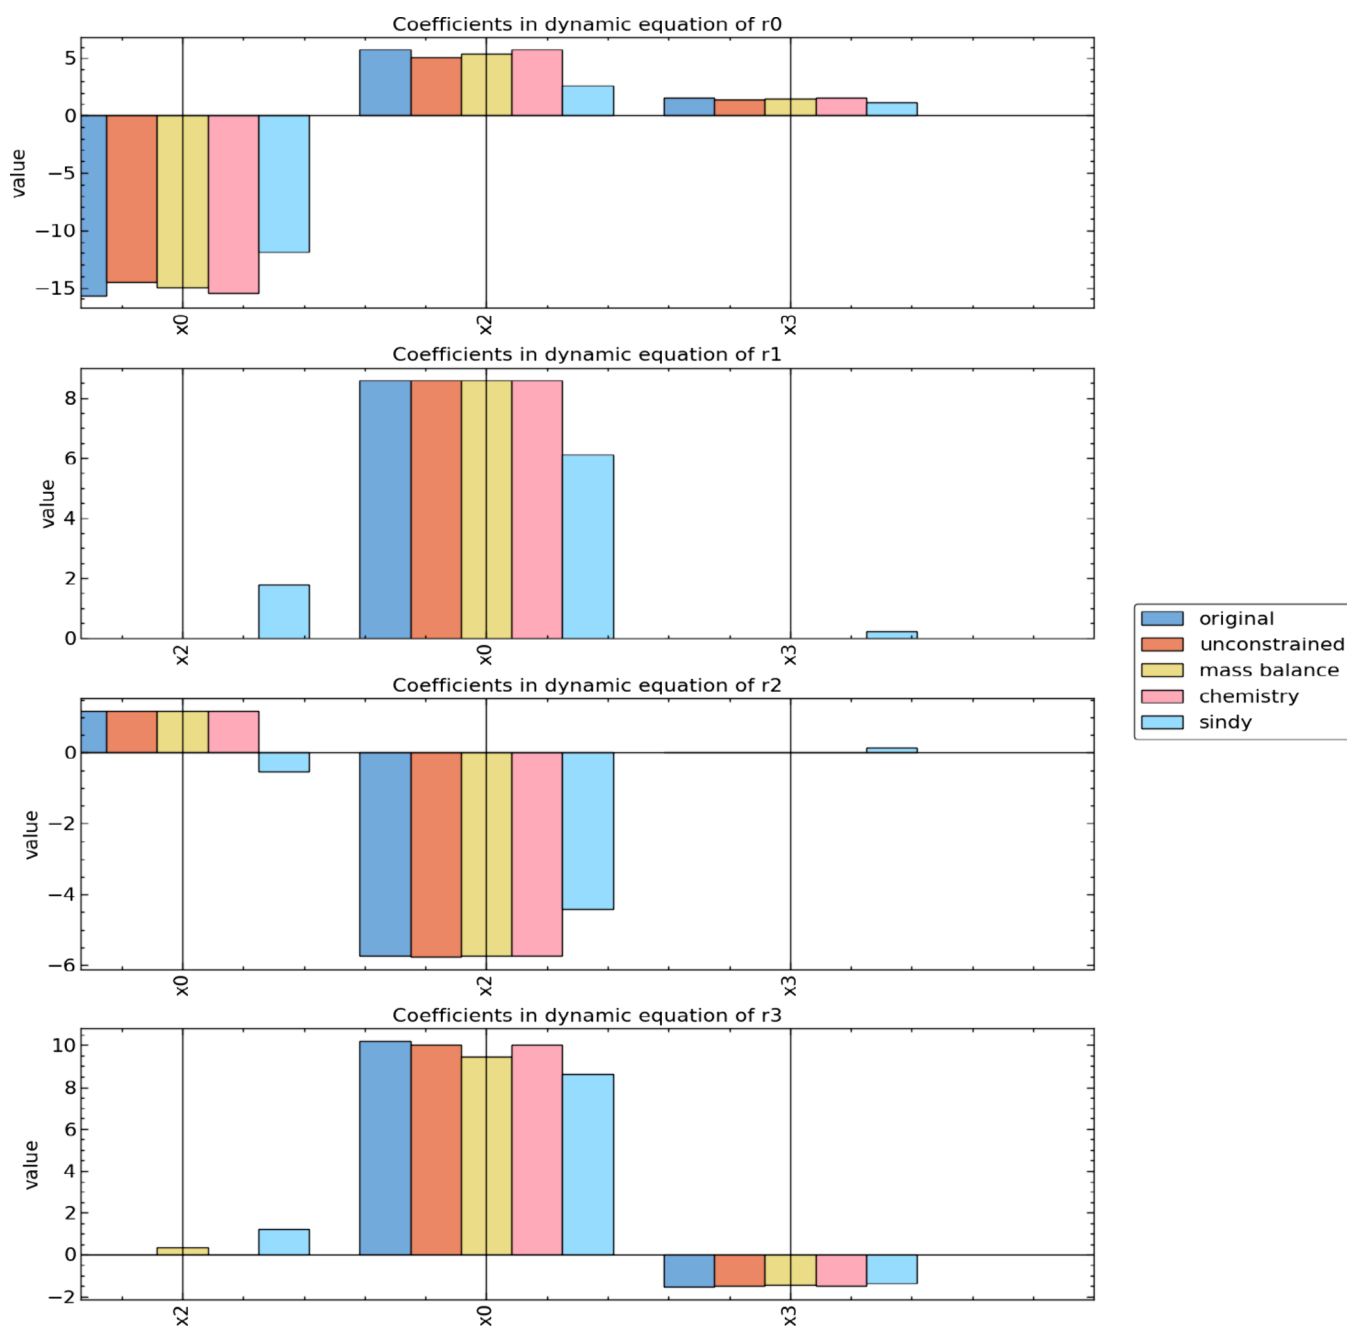 Coefficients in dynamic equation of r0
5
0
−5
−10
−15
value
x0
x2
x3
Coefficients in dynamic equation of r1
8
6
4
2
0
value
x2
x0
x3
Coefficients in dynamic equation of r2
0
−2
−4
−6
value
x0
x2
x3
Coefficients in dynamic equation of r3
10
8
6
4
2
0
−2
value
x2
x0
x3
original
unconstrained
mass balance
chemistry
sindy